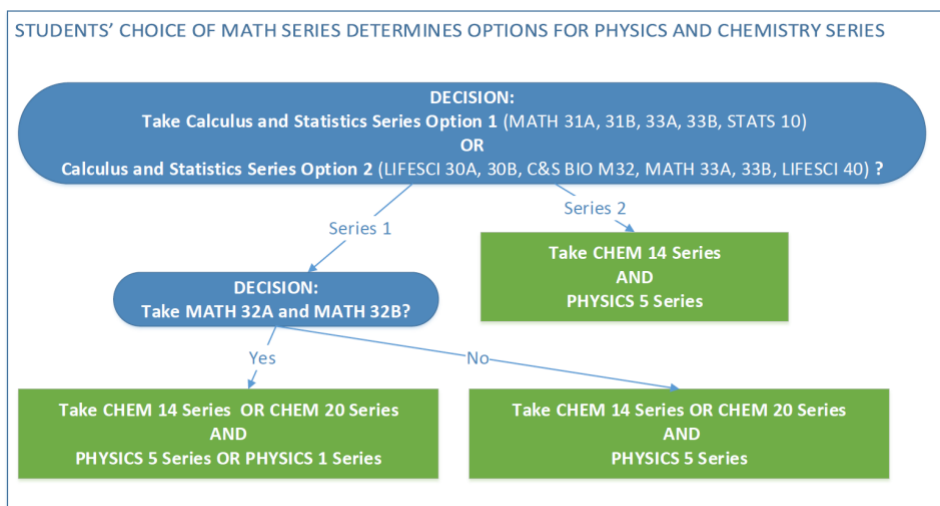 STUDENTS' CHOICE OF MATH SERIES DETERMINES OPTIONS FOR PHYSICS AND CHEMISTRY SERIES
DECISION:
Take Calculus and Statistics Series Option 1 (MATH 31A, 31B, 33A, 33B, STATS 10)
OR
Calculus and Statistics Series Option 2 (LIFESCI 30A, 30B, C&S BIO M32, MATH 33A, 33B, LIFESCI 40) ?
Series 1
Series 2
Take CHEM 14 Series
AND
PHYSICS 5 Series
DECISION:
Take MATH 32A and MATH 32B?
Yes
No
Take CHEM 14 Series OR CHEM 20 Series
AND
PHYSICS 5 Series OR PHYSICS 1 Series
Take CHEM 14 Series OR CHEM 20 Series
AND
PHYSICS 5 Series